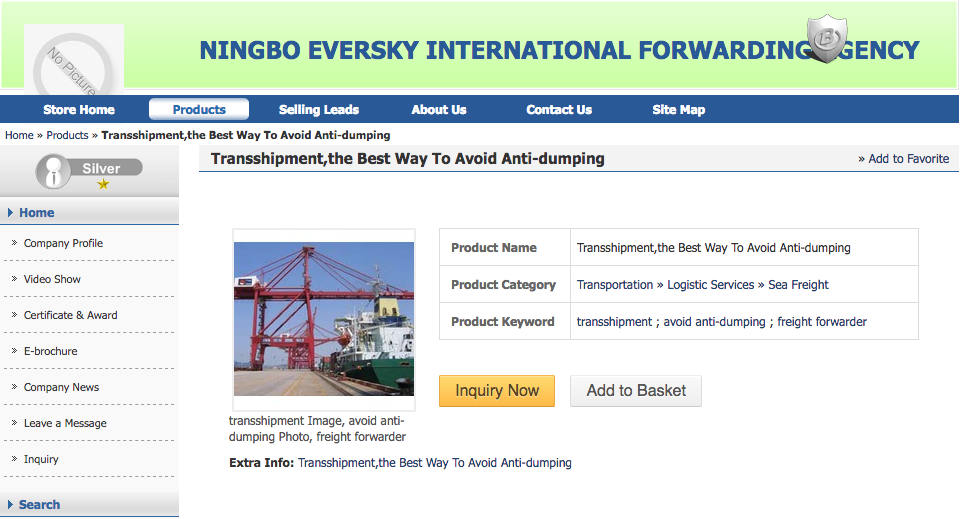 No Picture
NINGBO EVERSKY INTERNATIONAL FORWARDING GENCY
B
Store Home Products Selling Leads About Us Contact Us Site Map
Home » Products » Transshipment,the Best Way To Avoid Anti-dumping
Silver
Transshipment,the Best Way To Avoid Anti-dumping
» Add to Favorite
Home
» Company Profile
» Video Show
» Certificate & Award
» E-brochure
» Company News
» Leave a Message
» Inquiry
Search
transshipment Image, avoid anti-
dumping Photo, freight forwarder
Product Name Transshipment,the Best Way To Avoid Anti-dumping
Product Category Transportation » Logistic Services » Sea Freight
Product Keyword transshipment ; avoid anti-dumping ; freight forwarder
Inquiry Now Add to Basket
Extra Info: Transshipment,the Best Way To Avoid Anti-dumping